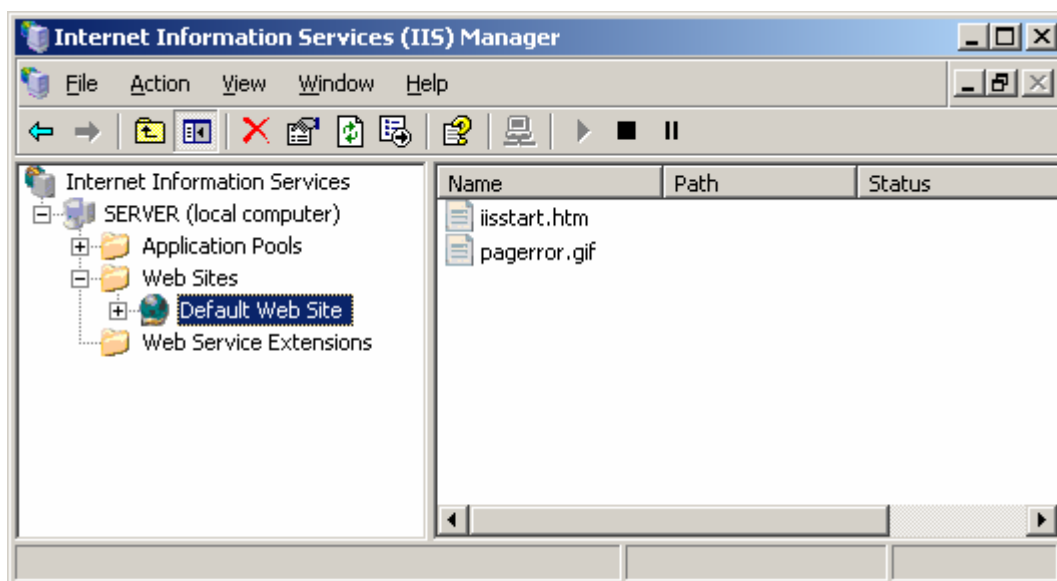 Internet Information Services (IIS) Manager
File Action View Window Help
Internet Information Services
SERVER (local computer)
Application Pools
Web Sites
Default Web Site
Web Service Extensions
Name Path Status
iisstart.htm
pagerror.gif